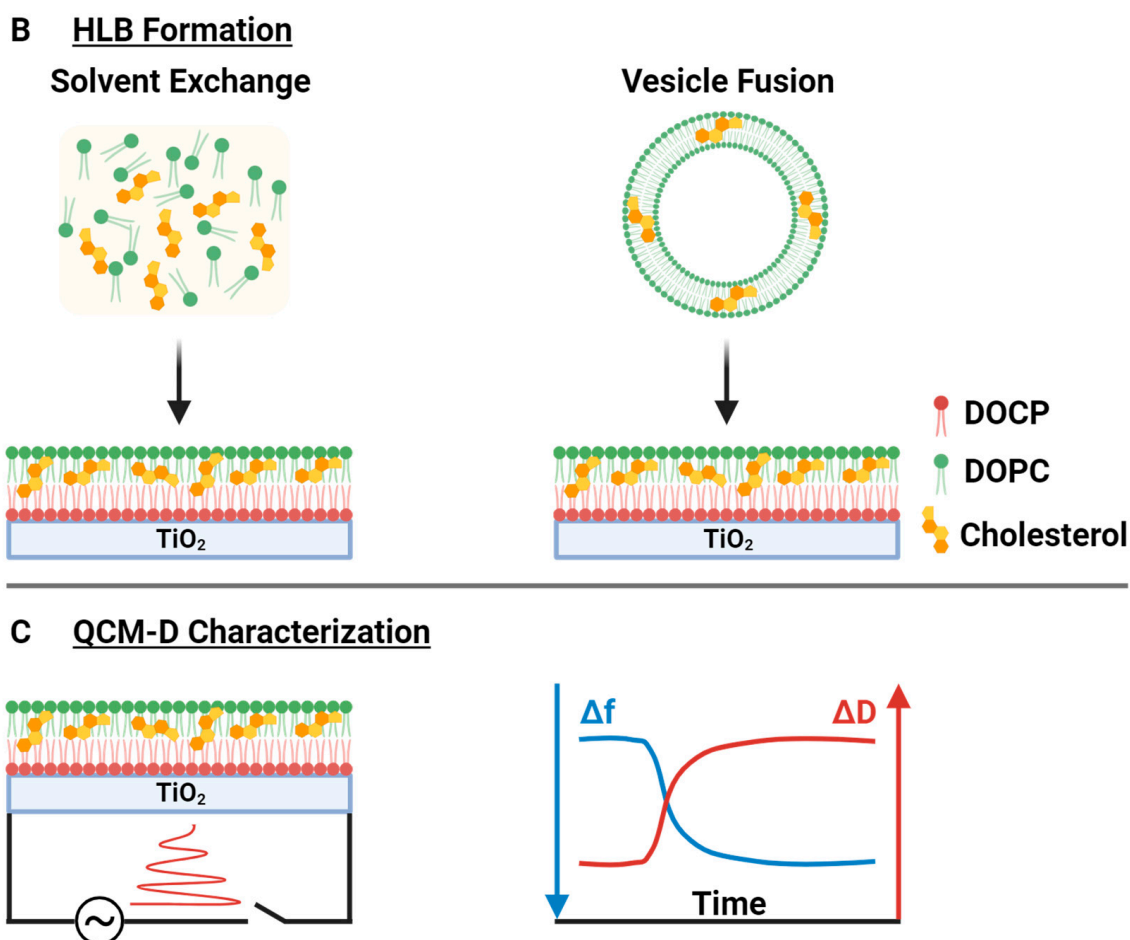 B HLB Formation
Solvent Exchange
Vesicle Fusion
DOCP
DOPC
Cholesterol
TiO₂
TiO₂
C QCM-D Characterization
Δf
ΔD
TiO₂
~
Time